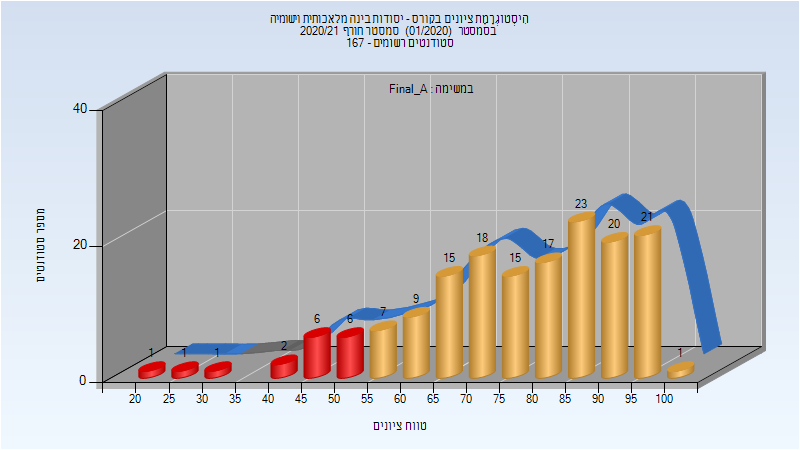 היסטוגרמת ציונים בקורס - יסודות בינה מלאכותית וישומיה
בסמסטר (01/2020) סמסטר חורף 2020/21
סטודנטים רשומים - 167
במשימה : Final_A
מספר סטודנטים
40
20
0
1 1 1 2 6 6 7 9 15 18 15 17 23 20 21 1
20 25 30 35 40 45 50 55 60 65 70 75 80 85 90 95 100
טווח ציונים